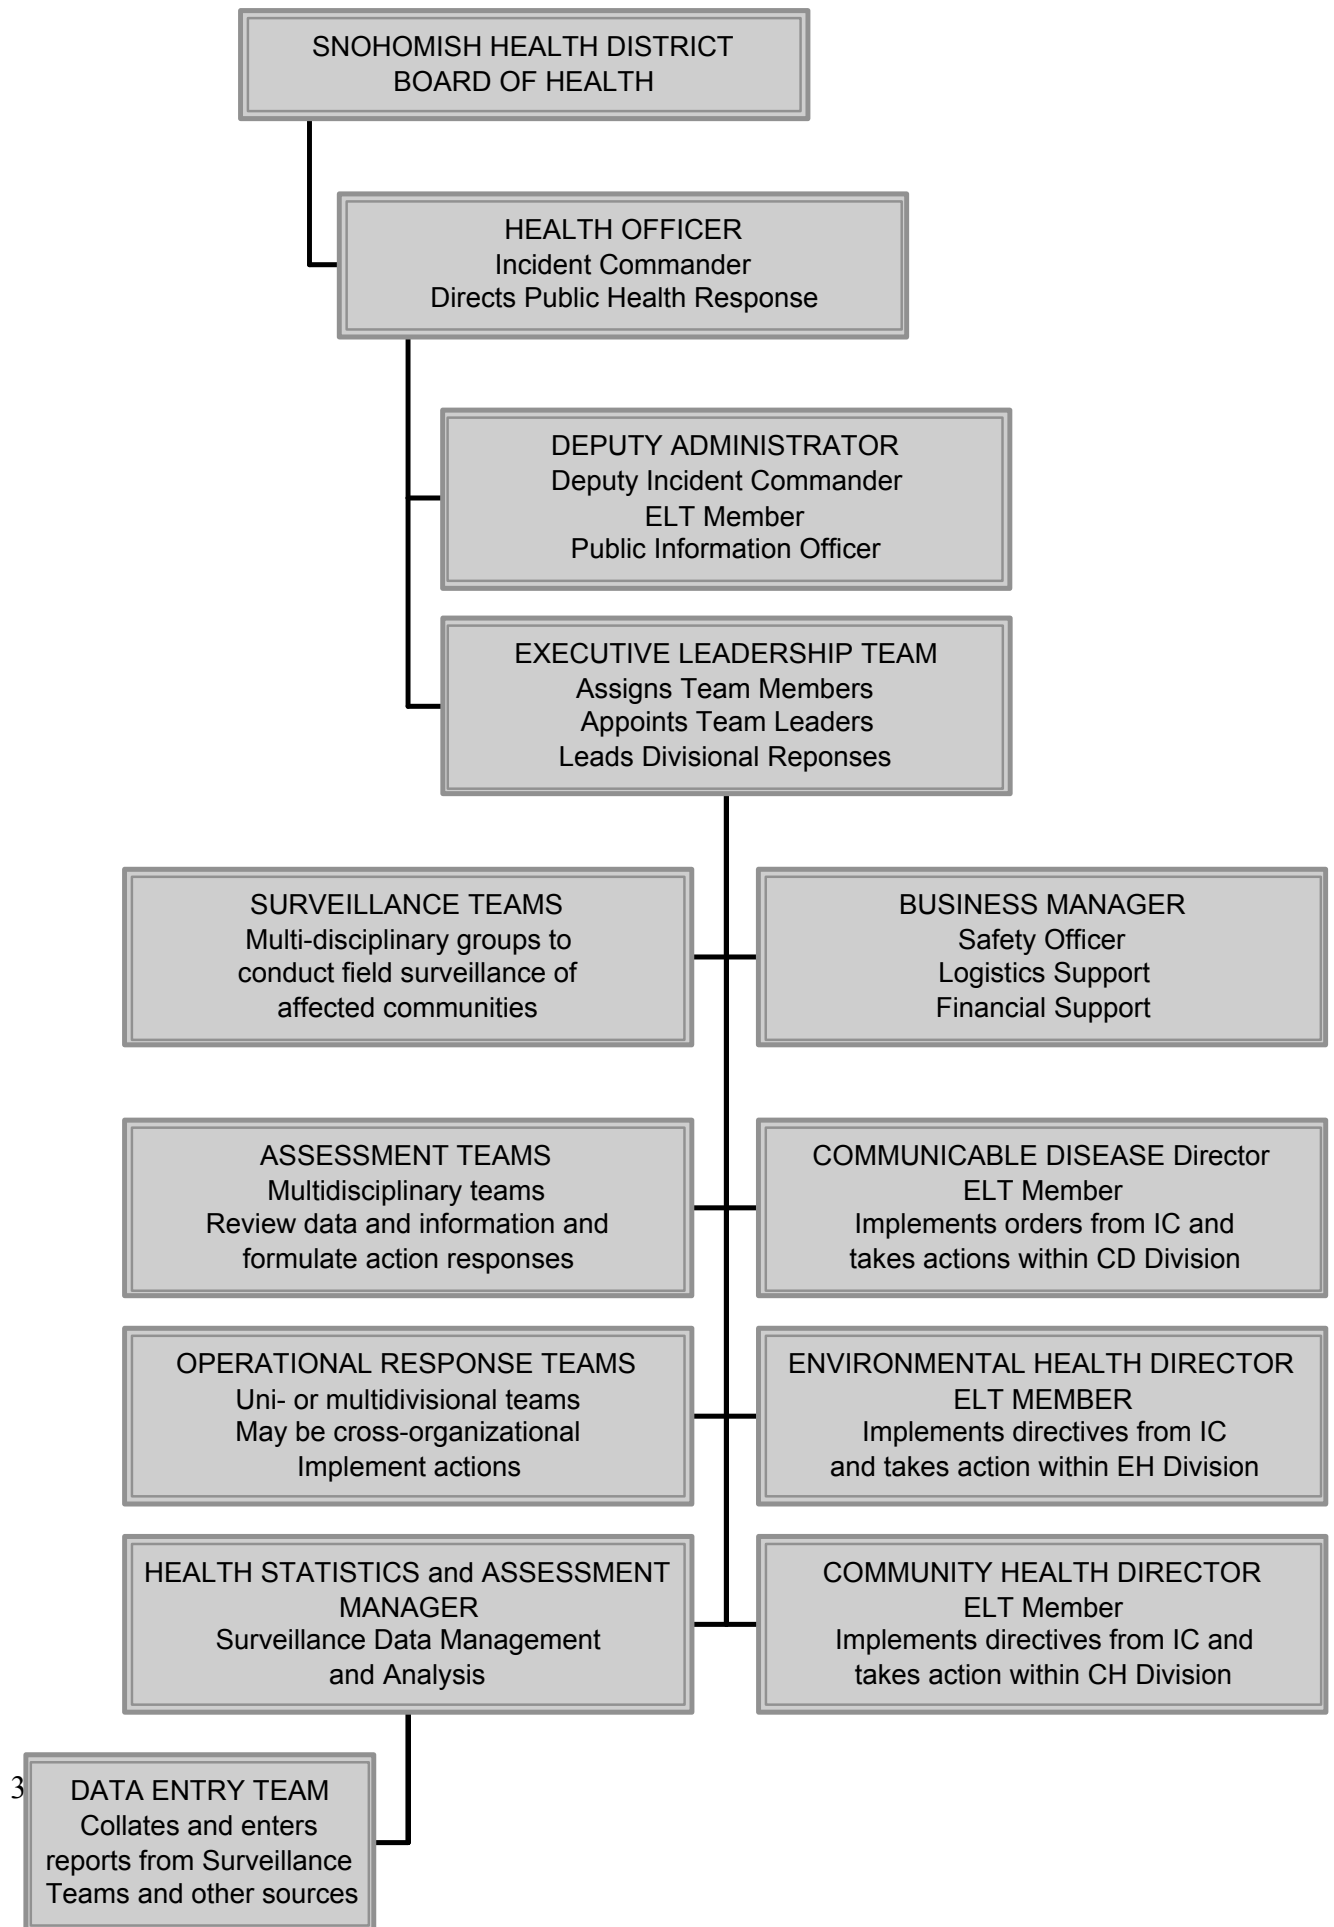 SNOHOMISH HEALTH DISTRICT
BOARD OF HEALTH
HEALTH OFFICER
Incident Commander
Directs Public Health Response
DEPUTY ADMINISTRATOR
Deputy Incident Commander
ELT Member
Public Information Officer
EXECUTIVE LEADERSHIP TEAM
Assigns Team Members
Appoints Team Leaders
Leads Divisional Reponses
SURVEILLANCE TEAMS
Multi-disciplinary groups to
conduct field surveillance of
affected communities
BUSINESS MANAGER
Safety Officer
Logistics Support
Financial Support
ASSESSMENT TEAMS
Multidisciplinary teams
Review data and information and
formulate action responses
COMMUNICABLE DISEASE Director
ELT Member
Implements orders from IC and
takes actions within CD Division
OPERATIONAL RESPONSE TEAMS
Uni- or multidivisional teams
May be cross-organizational
Implement actions
ENVIRONMENTAL HEALTH DIRECTOR
ELT MEMBER
Implements directives from IC
and takes action within EH Division
HEALTH STATISTICS and ASSESSMENT
MANAGER
Surveillance Data Management
and Analysis
COMMUNITY HEALTH DIRECTOR
ELT Member
Implements directives from IC and
takes action within CH Division
3
DATA ENTRY TEAM
Collates and enters
reports from Surveillance
Teams and other sources